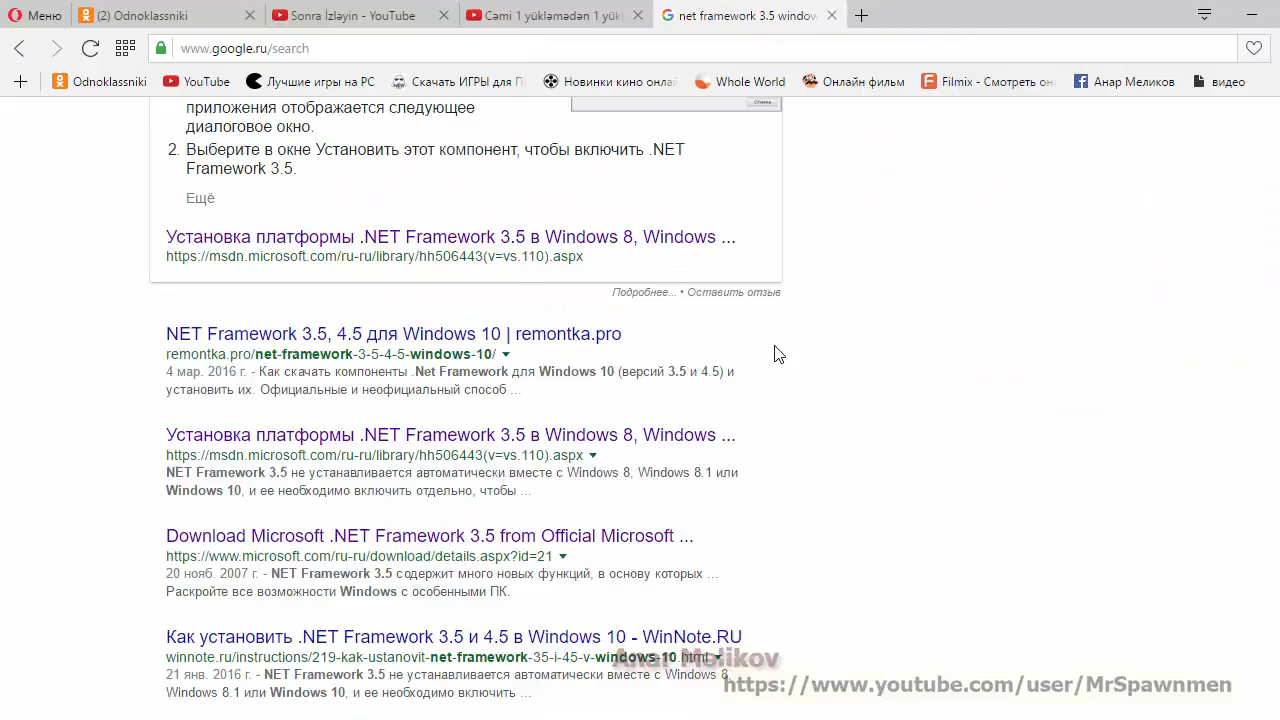 Меню
(2) Odnoklassniki
Sonra İzləyin - YouTube
Cəmi 1 yükləmədən 1 yükl
net framework 3.5 window
www.google.ru/search
Odnoklassniki
YouTube
Лучшие игры на PC
Скачать ИГРЫ для П
Новинки кино онлай
Whole World
Онлайн фильм
Filmix - Смотреть он
Анар Меликов
видео
приложения отображается следующее
диалоговое окно.
2. Выберите в окне Установить этот компонент, чтобы включить .NET
Framework 3.5.
Ещё
Установка платформы .NET Framework 3.5 в Windows 8, Windows ...
https://msdn.microsoft.com/ru-ru/library/hh506443(v=vs.110).aspx
Подробнее... • Оставить отзыв
NET Framework 3.5, 4.5 для Windows 10 | remontka.pro
remontka.pro/net-framework-3-5-4-5-windows-10/
4 мар. 2016 г. - Как скачать компоненты .Net Framework для Windows 10 (версий 3.5 и 4.5) и
установить их. Официальные и неофициальный способ ...
Установка платформы .NET Framework 3.5 в Windows 8, Windows ...
https://msdn.microsoft.com/ru-ru/library/hh506443(v=vs.110).aspx
NET Framework 3.5 не устанавливается автоматически вместе с Windows 8, Windows 8.1 или
Windows 10, и ее необходимо включить отдельно, чтобы ...
Download Microsoft .NET Framework 3.5 from Official Microsoft ...
https://www.microsoft.com/ru-ru/download/details.aspx?id=21
20 нояб. 2007 г. - NET Framework 3.5 содержит много новых функций, в основу которых ...
Раскройте все возможности Windows с особенными ПК.
Как установить .NET Framework 3.5 и 4.5 в Windows 10 - WinNote.RU
winnote.ru/instructions/219-kak-ustanovit-net-framework-35-i-45-v-windows-10.html
Anar Melikov
21 янв. 2016 г. - NET Framework 3.5 не устанавливается автоматически вместе с Windows 8,
https://www.youtube.com/user/MrSpawnmen
Windows 8.1 или Windows 10, и ее необходимо включить ...